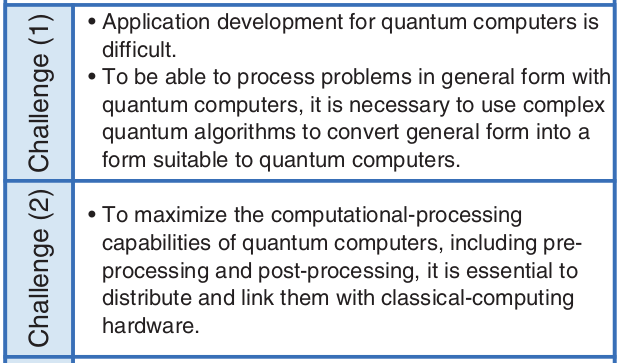 Challenge (1)
• Application development for quantum computers is
difficult.
• To be able to process problems in general form with
quantum computers, it is necessary to use complex
quantum algorithms to convert general form into a
form suitable to quantum computers.
Challenge (2)
• To maximize the computational-processing
capabilities of quantum computers, including pre-
processing and post-processing, it is essential to
distribute and link them with classical-computing
hardware.